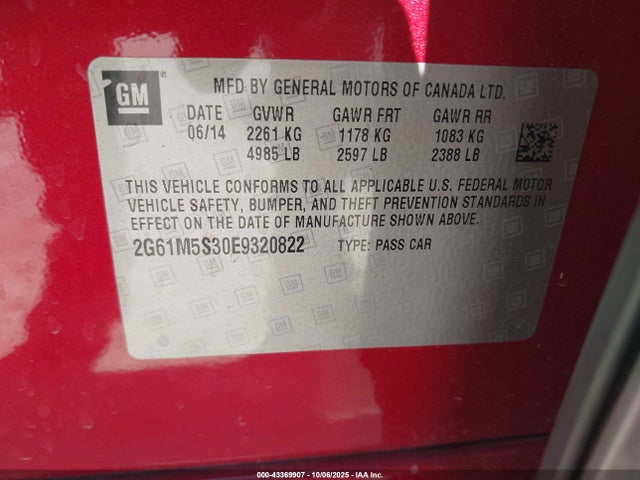 GM
MFD BY GENERAL MOTORS OF CANADA LTD.
DATE GVWR GAWR FRT GAWR RR
06/14 2261 KG 1178 KG 1083 KG
4985 LB 2597 LB 2388 LB
THIS VEHICLE CONFORMS TO ALL APPLICABLE U.S. FEDERAL MOTOR
VEHICLE SAFETY, BUMPER, AND THEFT PREVENTION STANDARDS IN
EFFECT ON THE DATE OF MANUFACTURE SHOWN ABOVE.
2G61M5S30E9320822 TYPE: PASS CAR
000-43369907 - 10/06/2025 - IAA Inc.